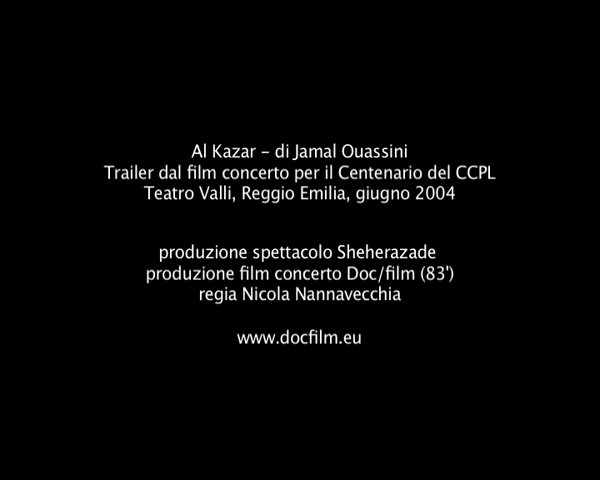 Al Kazar – di Jamal Ouassini
Trailer dal film concerto per il Centenario del CCPL
Teatro Valli, Reggio Emilia, giugno 2004
produzione spettacolo Sheherazade
produzione film concerto Doc/film (83')
regia Nicola Nannavecchia
www.docfilm.eu